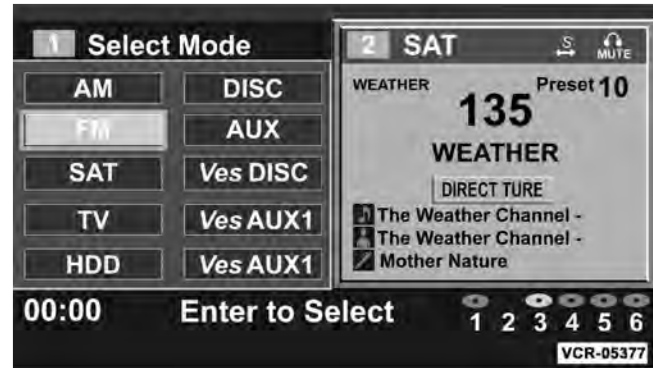 1 Select Mode
AM DISC
FM AUX
SAT Ves DISC
TV Ves AUX1
HDD Ves AUX1
2 SAT S MUTE
WEATHER Preset 10
135
WEATHER
DIRECT TURE
The Weather Channel -
The Weather Channel -
Mother Nature
00:00 Enter to Select 1 2 3 4 5 6
VCR-05377